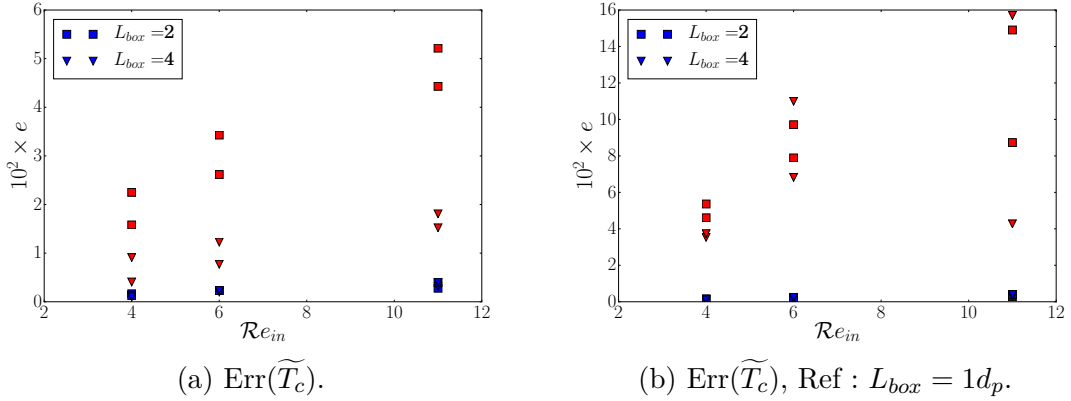 6
5
4
3
2
1
0
10² × e
L_box =2
L_box =4
2 4 6 8 10 12
ℛe_in
(a) Err(T̃_c).
16
14
12
10
8
6
4
2
0
10² × e
L_box =2
L_box =4
2 4 6 8 10 12
ℛe_in
(b) Err(T̃_c), Ref : L_box = 1d_p.